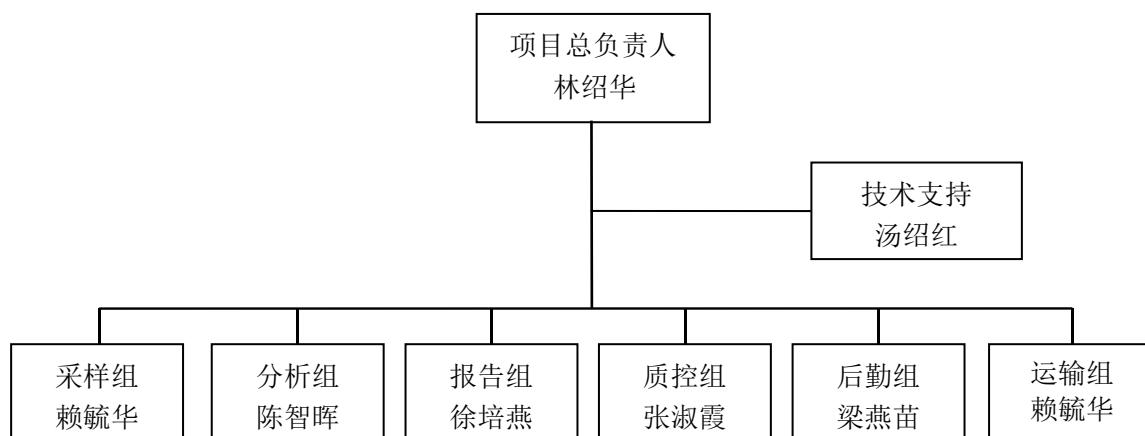 项目总负责人
林绍华
技术支持
汤绍红
采样组
赖毓华
分析组
陈智晖
报告组
徐培燕
质控组
张淑霞
后勤组
梁燕苗
运输组
赖毓华